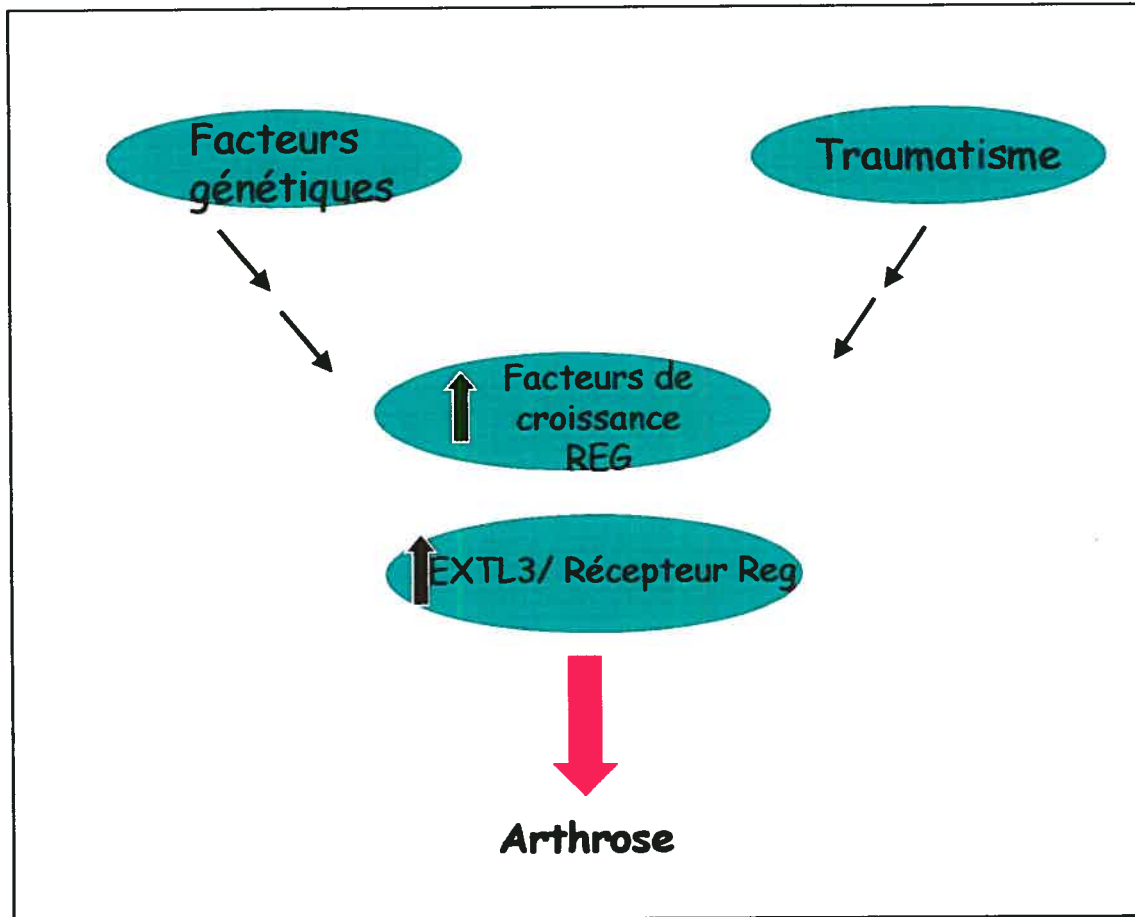 Facteurs
génétiques
Traumatisme
Facteurs de
croissance
REG
EXTL3/ Récepteur Reg
Arthrose